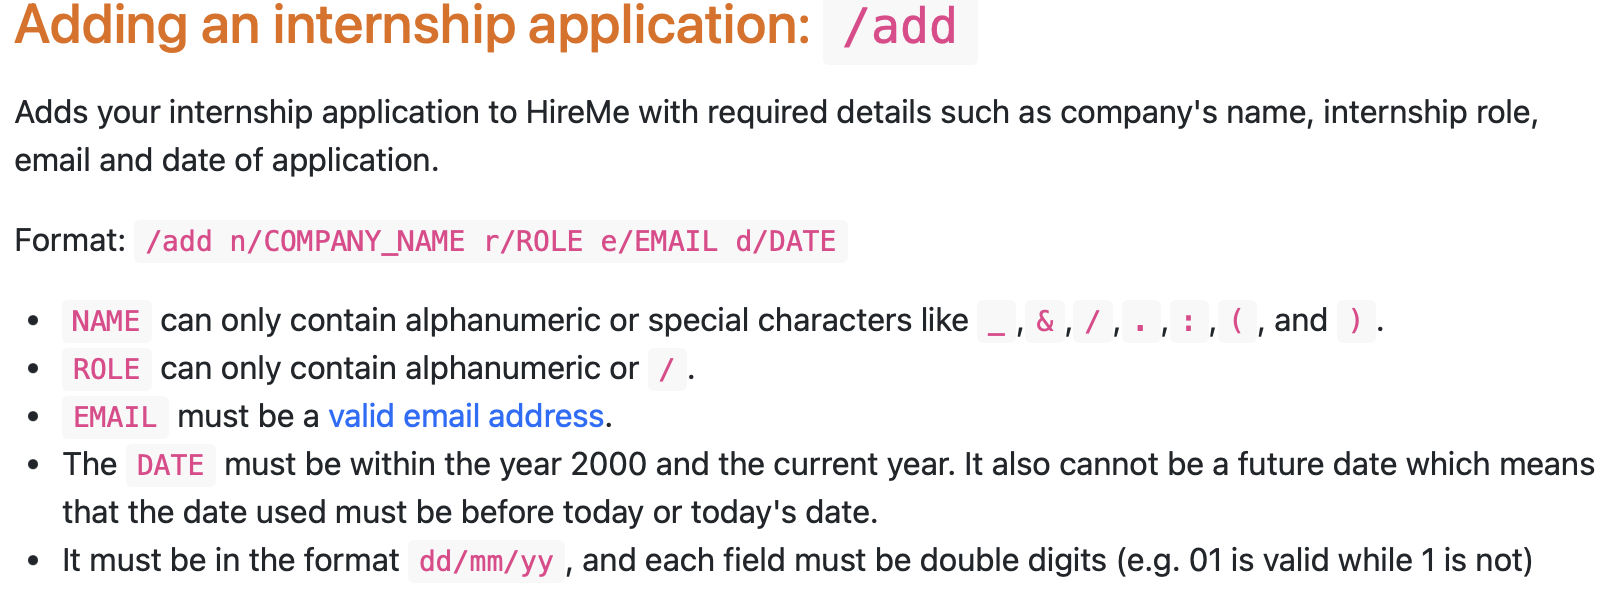 Adding an internship application: /add
Adds your internship application to HireMe with required details such as company's name, internship role,
email and date of application.
Format: /add n/COMPANY_NAME r/ROLE e/EMAIL d/DATE
• NAME can only contain alphanumeric or special characters like _ , & , / , . , : , ( , and ) .
• ROLE can only contain alphanumeric or / .
• EMAIL must be a valid email address.
• The DATE must be within the year 2000 and the current year. It also cannot be a future date which means
that the date used must be before today or today's date.
• It must be in the format dd/mm/yy , and each field must be double digits (e.g. 01 is valid while 1 is not)